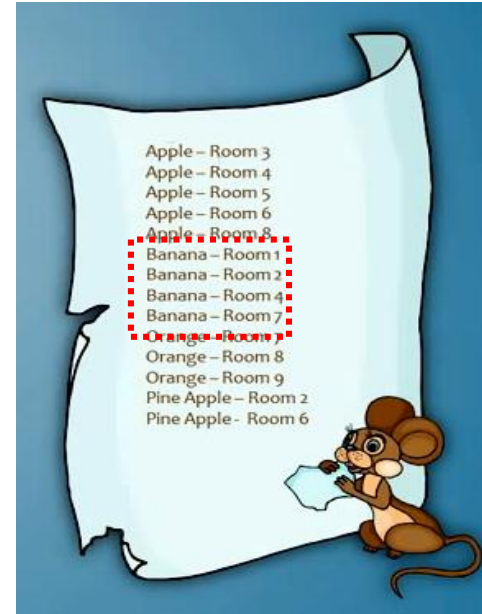 Apple – Room 3
Apple – Room 4
Apple – Room 5
Apple – Room 6
Apple – Room 8
Banana – Room 1
Banana – Room 2
Banana – Room 4
Banana – Room 7
Orange – Room 7
Orange – Room 8
Orange – Room 9
Pine Apple – Room 2
Pine Apple - Room 6